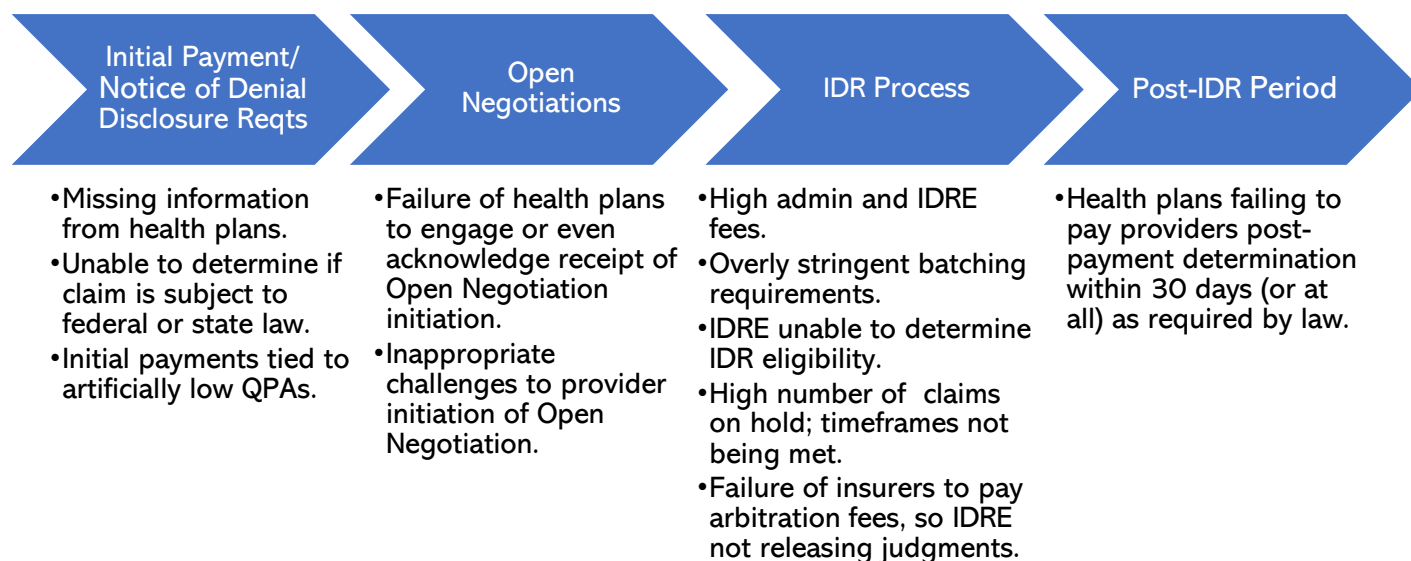 Initial Payment/
Notice of Denial
Disclosure Reqts
•Missing information
from health plans.
•Unable to determine if
claim is subject to
federal or state law.
•Initial payments tied to
artificially low QPAs.
Open
Negotiations
•Failure of health plans
to engage or even
acknowledge receipt of
Open Negotiation
initiation.
•Inappropriate
challenges to provider
initiation of Open
Negotiation.
IDR Process
•High admin and IDRE
fees.
•Overly stringent batching
requirements.
•IDRE unable to determine
IDR eligibility.
•High number of claims
on hold; timeframes not
being met.
•Failure of insurers to pay
arbitration fees, so IDRE
not releasing judgments.
Post-IDR Period
•Health plans failing to
pay providers post-
payment determination
within 30 days (or at
all) as required by law.